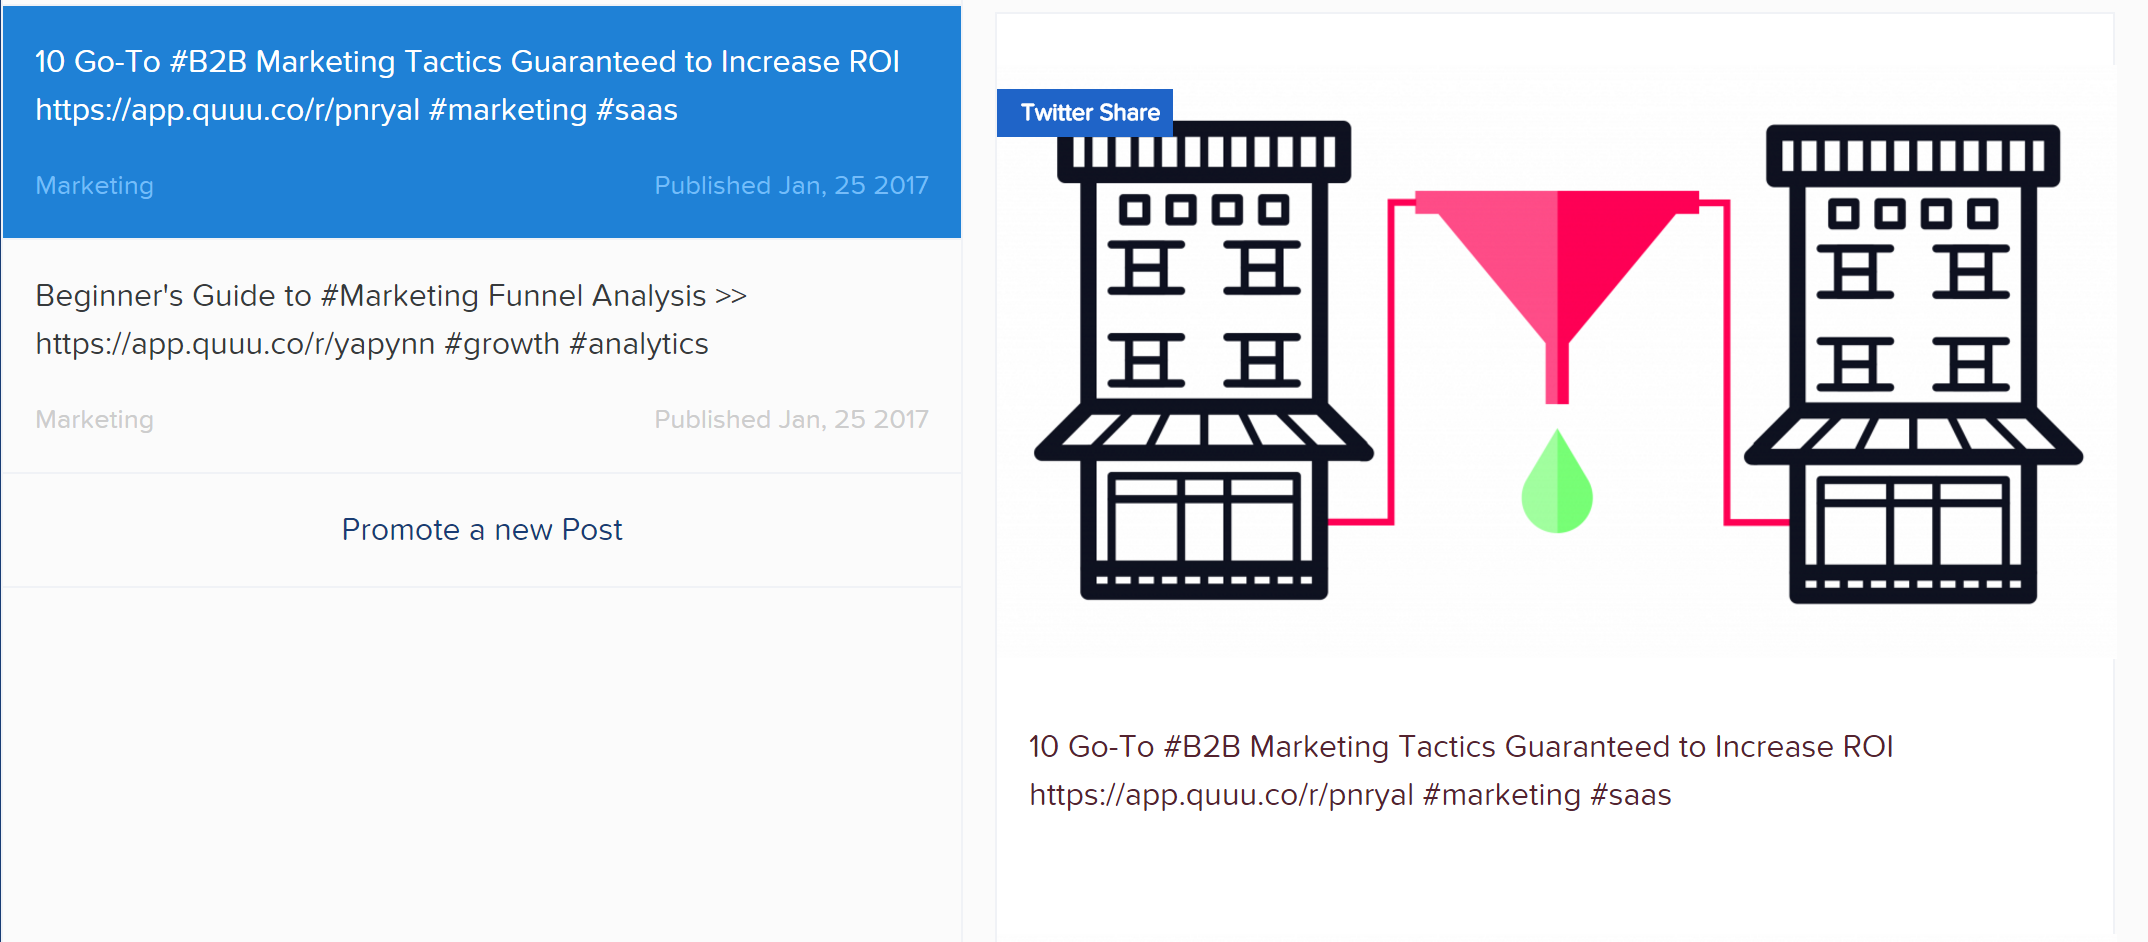 10 Go-To #B2B Marketing Tactics Guaranteed to Increase ROI
https://app.quuu.co/r/pnryal #marketing #saas
Marketing
Published Jan, 25 2017
Beginner's Guide to #Marketing Funnel Analysis >>
https://app.quuu.co/r/yapynn #growth #analytics
Marketing
Published Jan, 25 2017
Promote a new Post
Twitter Share
10 Go-To #B2B Marketing Tactics Guaranteed to Increase ROI
https://app.quuu.co/r/pnryal #marketing #saas